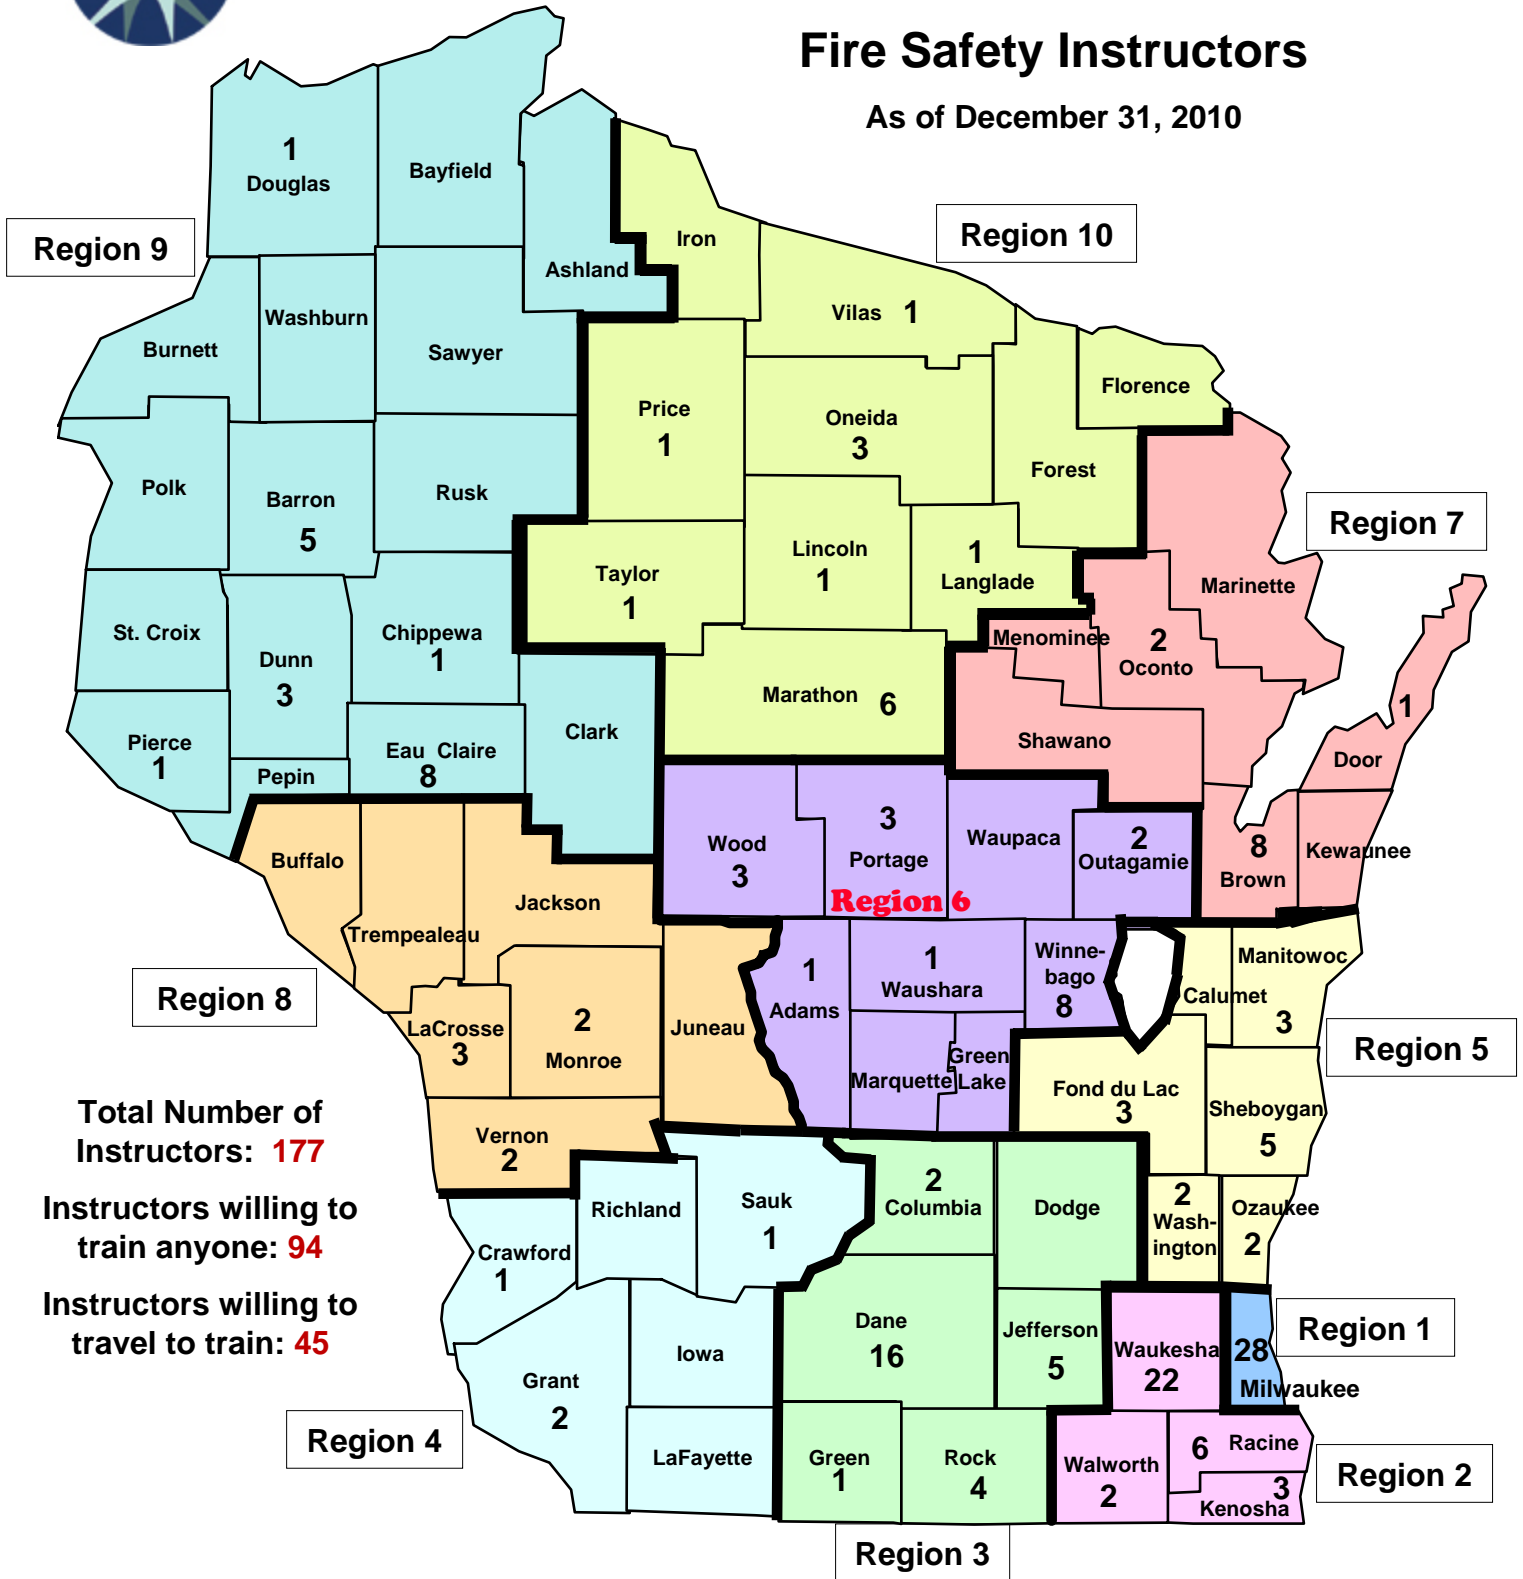 Fire Safety Instructors
As of December 31, 2010
1
Douglas
Bayfield
Region 9
Ashland
Iron
Region 10
Washburn
Burnett
Sawyer
Vilas 1
Florence
Price
1
Oneida
3
Forest
Polk
Barron
5
Rusk
Region 7
Taylor
1
Lincoln
1
1
Langlade
Marinette
St. Croix
Dunn
3
Chippewa
1
Menominee
2
Oconto
Marathon 6
1
Door
Shawano
Pierce
1
Pepin
Eau Claire
8
Clark
Wood
3
3
Portage
Waupaca
2
Outagamie
8
Brown
Kewaunee
Region 6
Buffalo
Trempealeau
Jackson
Region 8
LaCrosse
3
2
Monroe
Juneau
1
Adams
1
Waushara
Winne-
bago
8
Marquette
Green
Lake
Calumet
Manitowoc
3
Region 5
Fond du Lac
3
Sheboygan
5
Total Number of
Instructors: 177
Instructors willing to
train anyone: 94
Instructors willing to
travel to train: 45
Vernon
2
Richland
Sauk
1
Crawford
1
2
Columbia
Dodge
2
Wash-
ington
Ozaukee
2
Grant
2
Iowa
LaFayette
Region 4
Dane
16
Jefferson
5
Waukesha
22
28
Milwaukee
Region 1
Green
1
Rock
4
Walworth
2
6 Racine
3
Kenosha
Region 2
Region 3